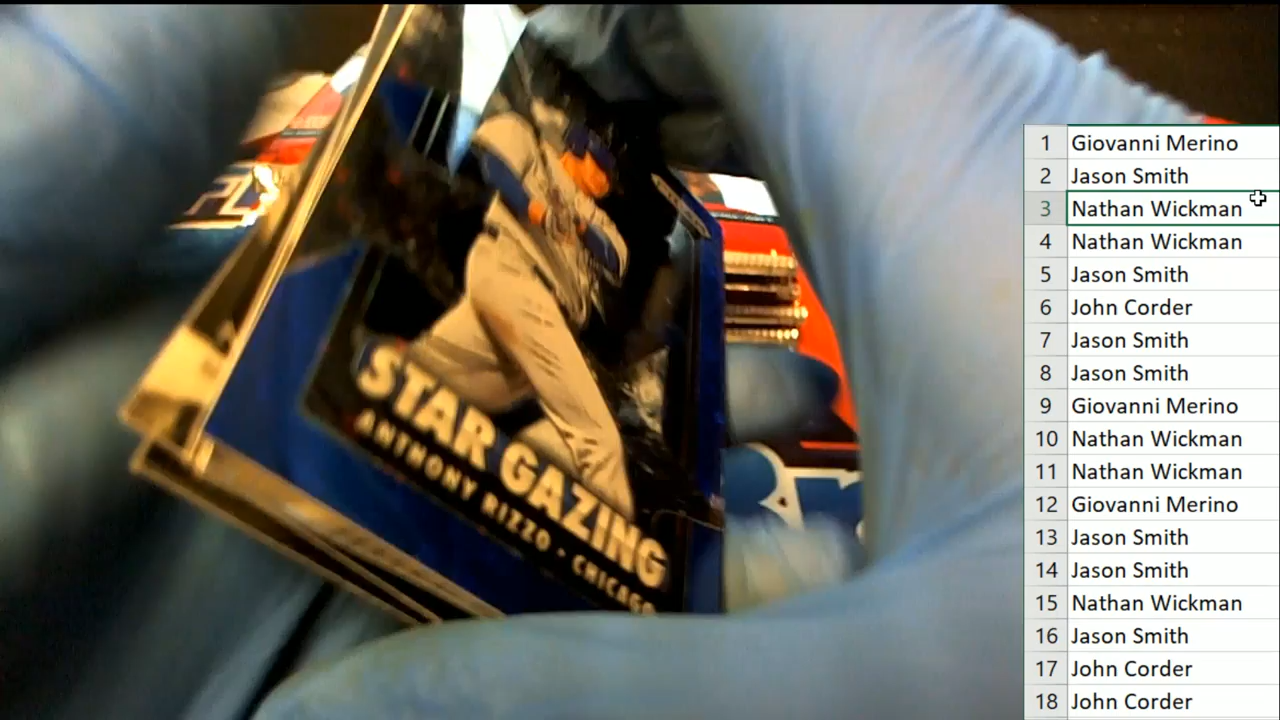 STAR GAZING
ANTHONY RIZZO - CHICAGO
1 Giovanni Merino
2 Jason Smith
3 Nathan Wickman
4 Nathan Wickman
5 Jason Smith
6 John Corder
7 Jason Smith
8 Jason Smith
9 Giovanni Merino
10 Nathan Wickman
11 Nathan Wickman
12 Giovanni Merino
13 Jason Smith
14 Jason Smith
15 Nathan Wickman
16 Jason Smith
17 John Corder
18 John Corder